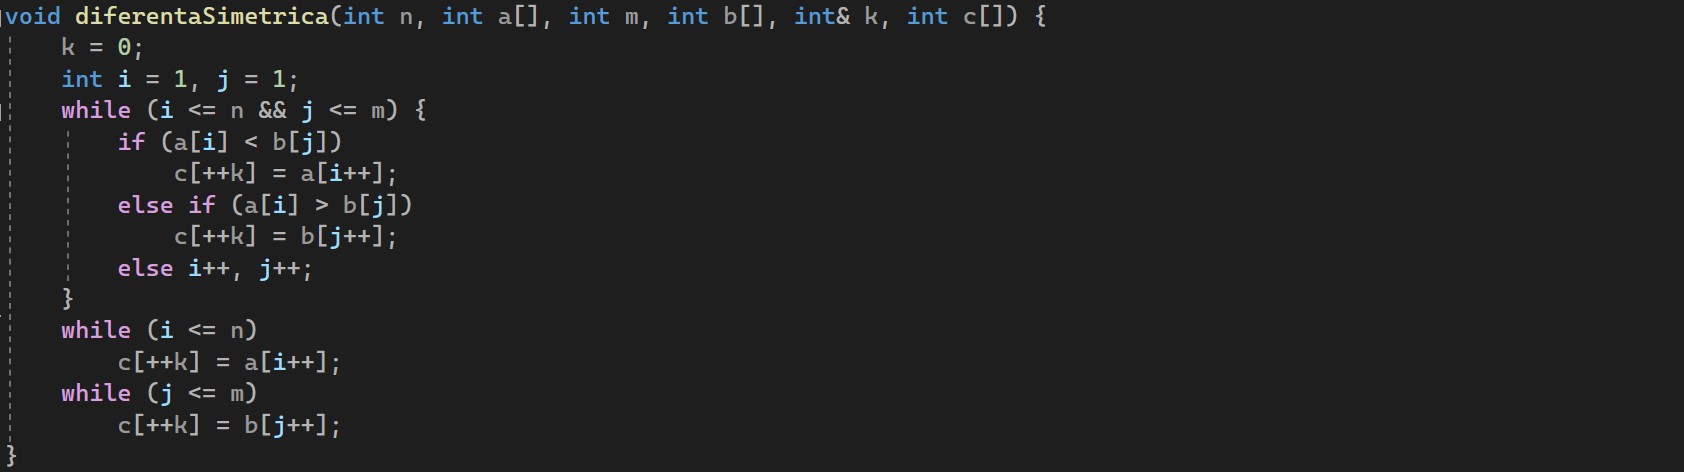 void diferentaSimetrica(int n, int a[], int m, int b[], int& k, int c[]) {
    k = 0;
    int i = 1, j = 1;
    while (i <= n && j <= m) {
        if (a[i] < b[j])
            c[++k] = a[i++];
        else if (a[i] > b[j])
            c[++k] = b[j++];
        else i++, j++;
    }
    while (i <= n)
        c[++k] = a[i++];
    while (j <= m)
        c[++k] = b[j++];
}